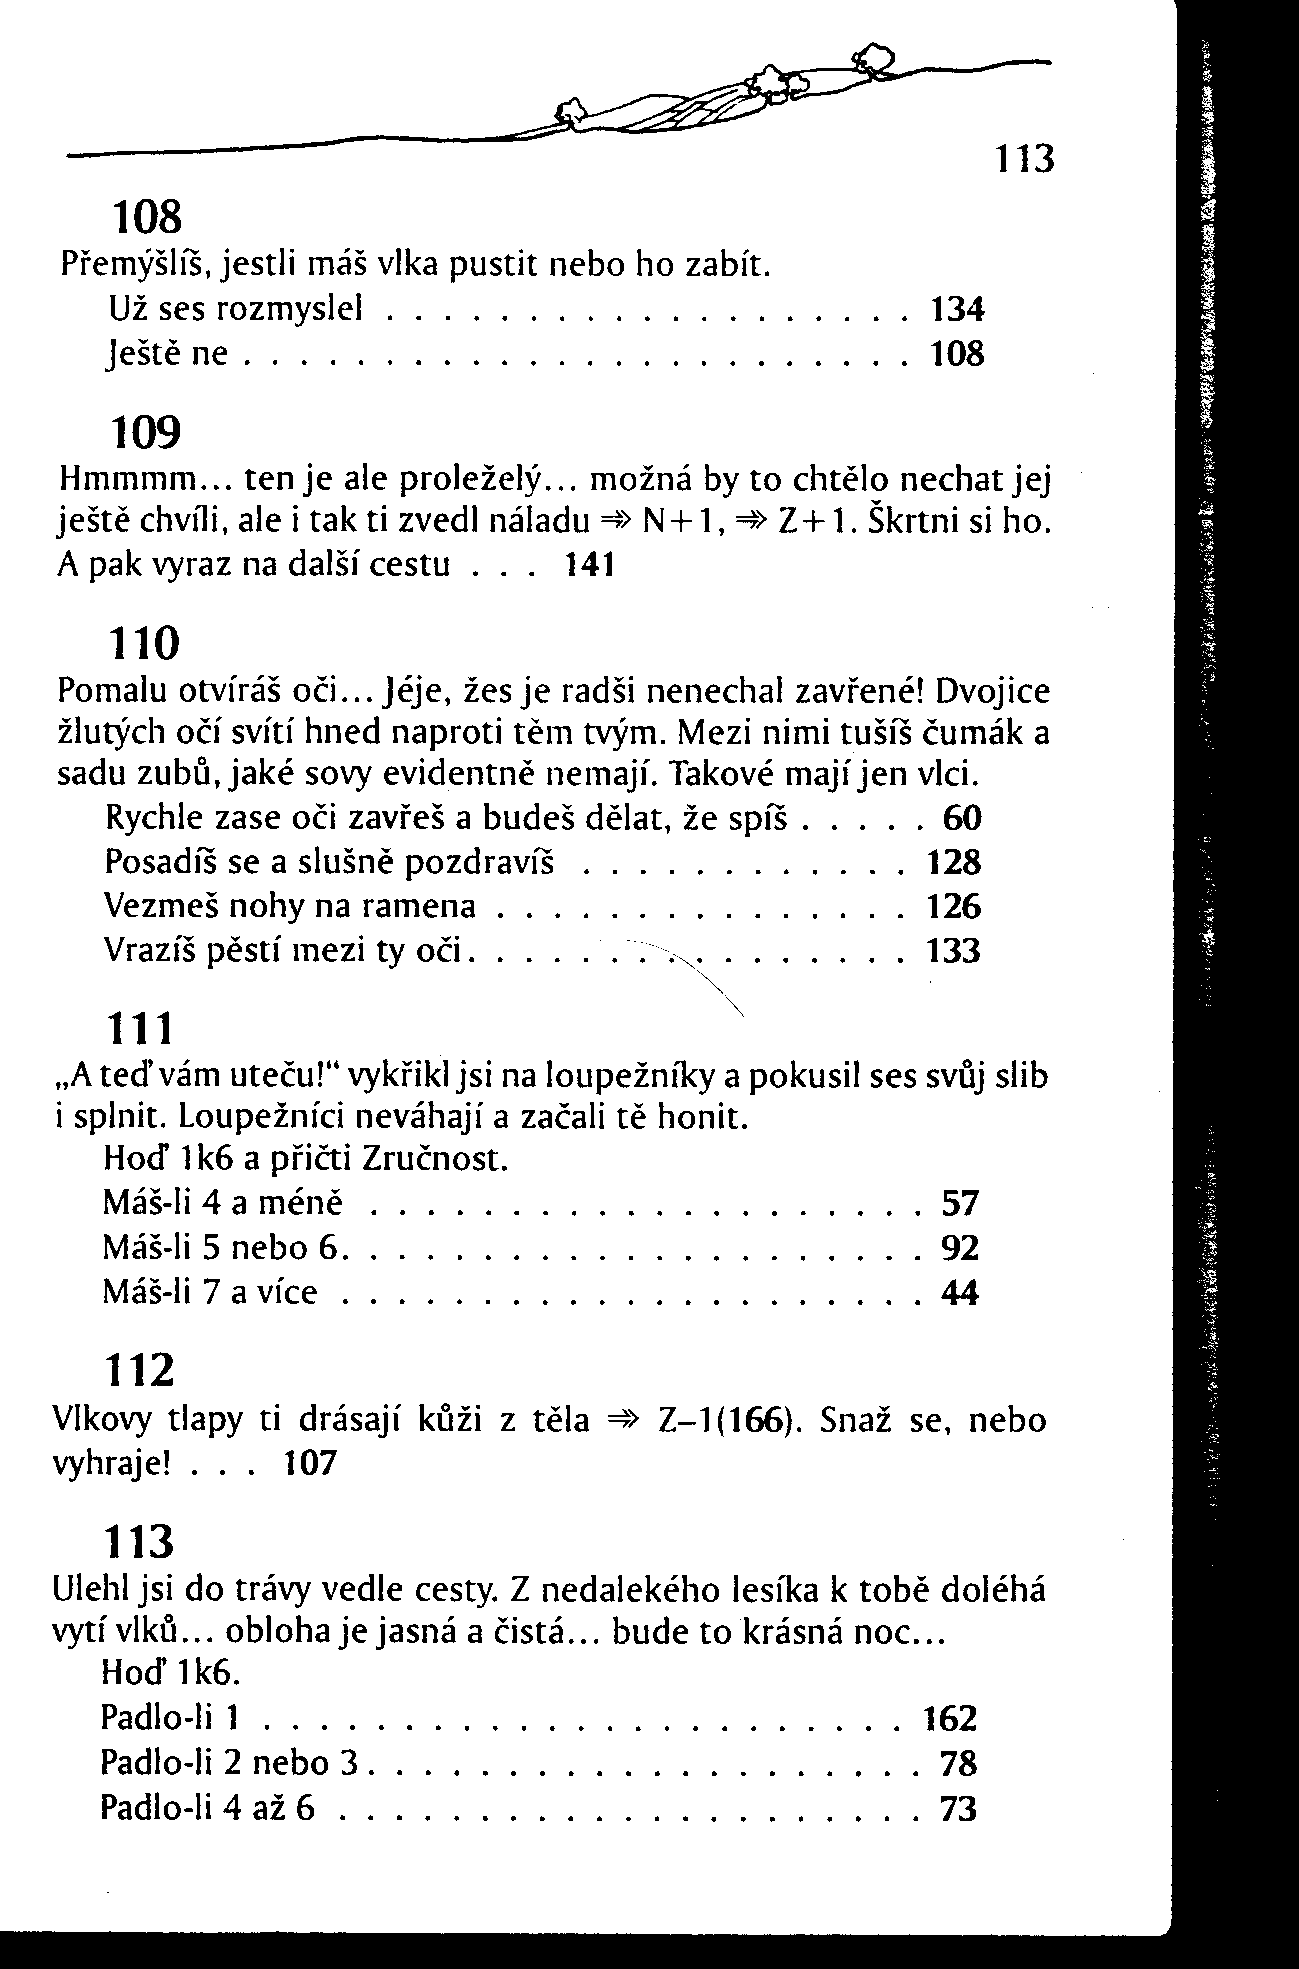 113
108
Přemýšlíš, jestli máš vlka pustit nebo ho zabít.
Už ses rozmyslel . . . . . . . . . . . . . . . . . . . 134
Ještě ne . . . . . . . . . . . . . . . . . . . . . . . . 108
109
Hmmmm... ten je ale proležełý... možná by to chtělo nechat jej
ještě chvíli, ale i tak ti zvedl náladu ⇒ N+1, ⇒ Z+1. Škrtni si ho.
A pak vyraz na další cestu . . . 141
110
Pomalu otvíráš oči... Jéje, žes je radši nenechal zavřené! Dvojice
žlutých očí svítí hned naproti těm tvým. Mezi nimi tušíš čumák a
sadu zubů, jaké sovy evidentně nemají. Takové mají jen vlci.
Rychle zase oči zavřeš a budeš dělat, že spíš . . . . . 60
Posadíš se a slušně pozdravíš . . . . . . . . . . . . 128
Vezmeš nohy na ramena . . . . . . . . . . . . . . . 126
Vrazíš pěstí mezi ty oči. . . . . . . . . . . . . . . . 133
111
„A teď vám uteču!“ vykřikl jsi na loupežníky a pokusil ses svůj slib
i splnit. Loupežníci neváhají a začali tě honit.
Hoď 1k6 a přičti Zručnost.
Máš-li 4 a méně . . . . . . . . . . . . . . . . . . . . 57
Máš-li 5 nebo 6. . . . . . . . . . . . . . . . . . . . . 92
Máš-li 7 a více . . . . . . . . . . . . . . . . . . . . . 44
112
Vlkovy tlapy ti drásají kůži z těla ⇒ Z–1(166). Snaž se, nebo
vyhraje! . . . 107
113
Ulehl jsi do trávy vedle cesty. Z nedalekého lesíka k tobě doléhá
vytí vlků... obloha je jasná a čistá... bude to krásná noc...
Hoď 1k6.
Padlo-li 1 . . . . . . . . . . . . . . . . . . . . . . . 162
Padlo-li 2 nebo 3. . . . . . . . . . . . . . . . . . . . 78
Padlo-li 4 až 6 . . . . . . . . . . . . . . . . . . . . . 73